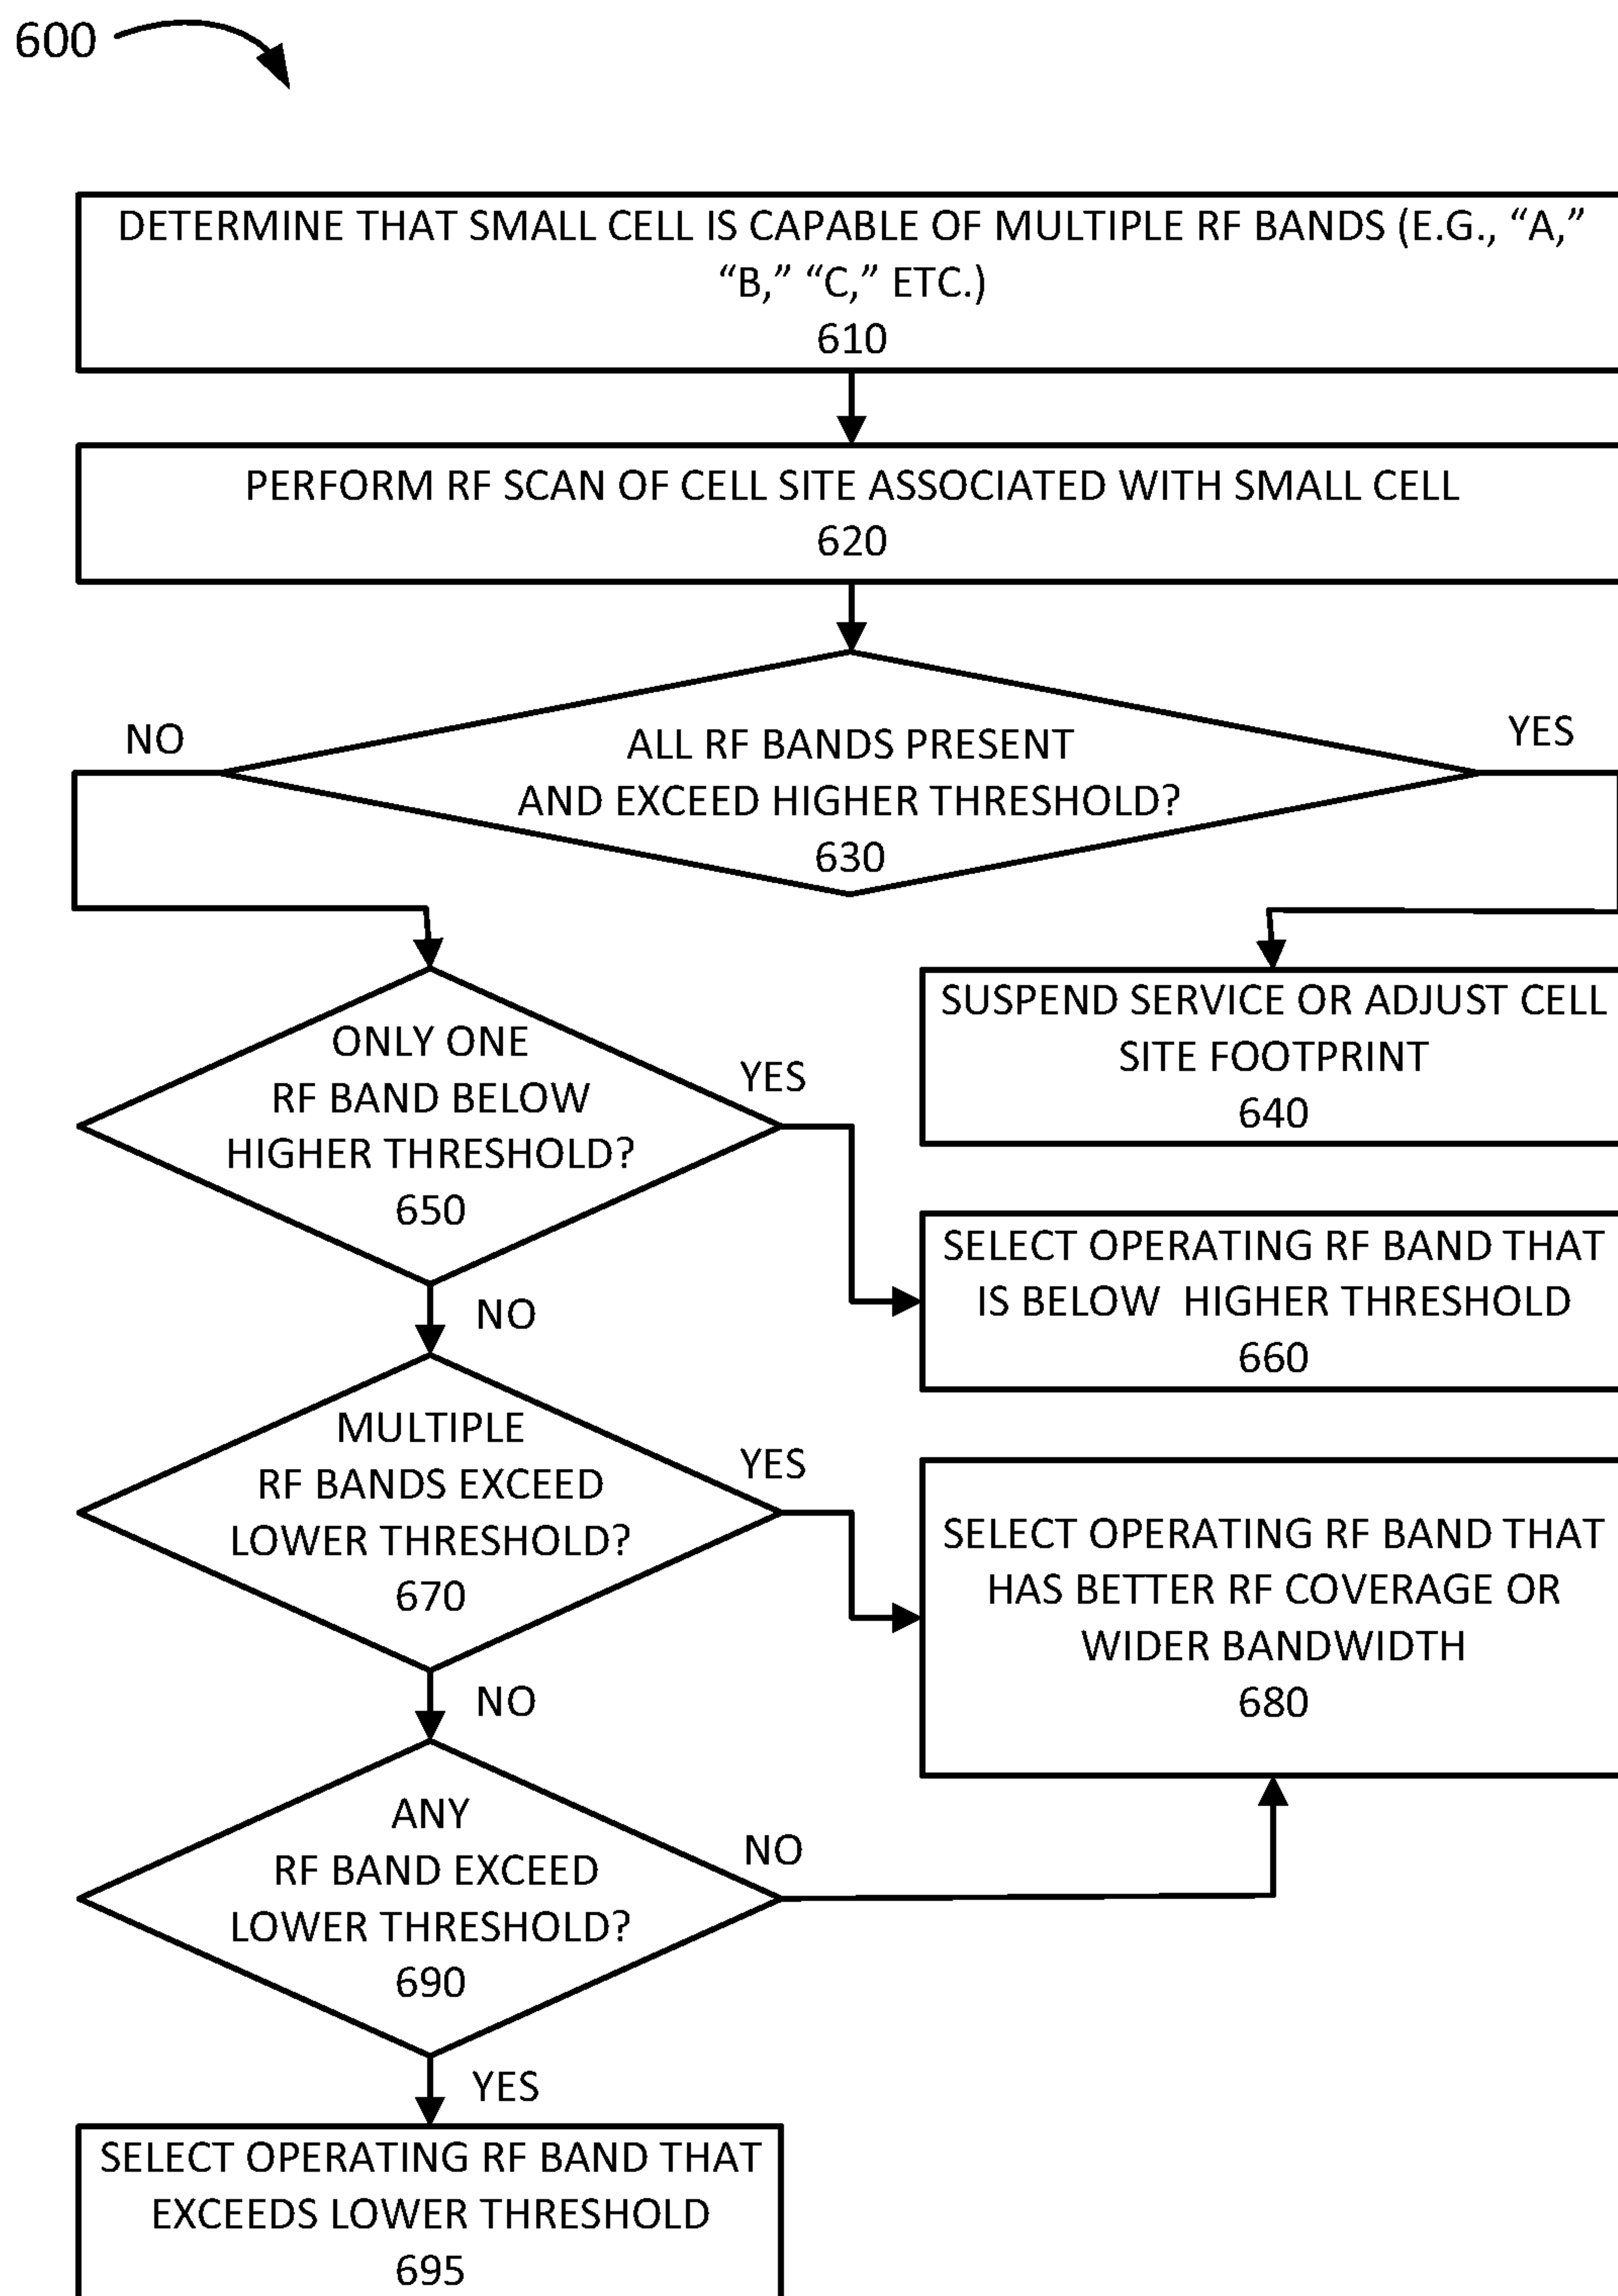 600
DETERMINE THAT SMALL CELL IS CAPABLE OF MULTIPLE RF BANDS (E.G., “A,”
“B,” “C,” ETC.)
610
PERFORM RF SCAN OF CELL SITE ASSOCIATED WITH SMALL CELL
620
NO
YES
ALL RF BANDS PRESENT
AND EXCEED HIGHER THRESHOLD?
630
SUSPEND SERVICE OR ADJUST CELL
SITE FOOTPRINT
640
ONLY ONE
RF BAND BELOW
HIGHER THRESHOLD?
650
YES
NO
SELECT OPERATING RF BAND THAT
IS BELOW HIGHER THRESHOLD
660
MULTIPLE
RF BANDS EXCEED
LOWER THRESHOLD?
670
YES
NO
SELECT OPERATING RF BAND THAT
HAS BETTER RF COVERAGE OR
WIDER BANDWIDTH
680
ANY
RF BAND EXCEED
LOWER THRESHOLD?
690
NO
YES
SELECT OPERATING RF BAND THAT
EXCEEDS LOWER THRESHOLD
695